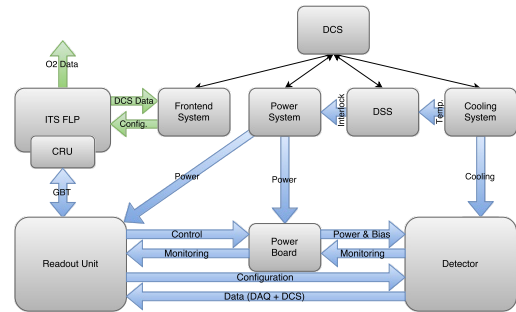 DCS
O2 Data
ITS FLP
DCS Data
Config.
Frontend
System
Power
System
Interlock
DSS
Temp.
Cooling
System
CRU
GBT
Power
Power
Cooling
Readout Unit
Control
Monitoring
Power
Board
Power & Bias
Monitoring
Detector
Configuration
Data (DAQ + DCS)